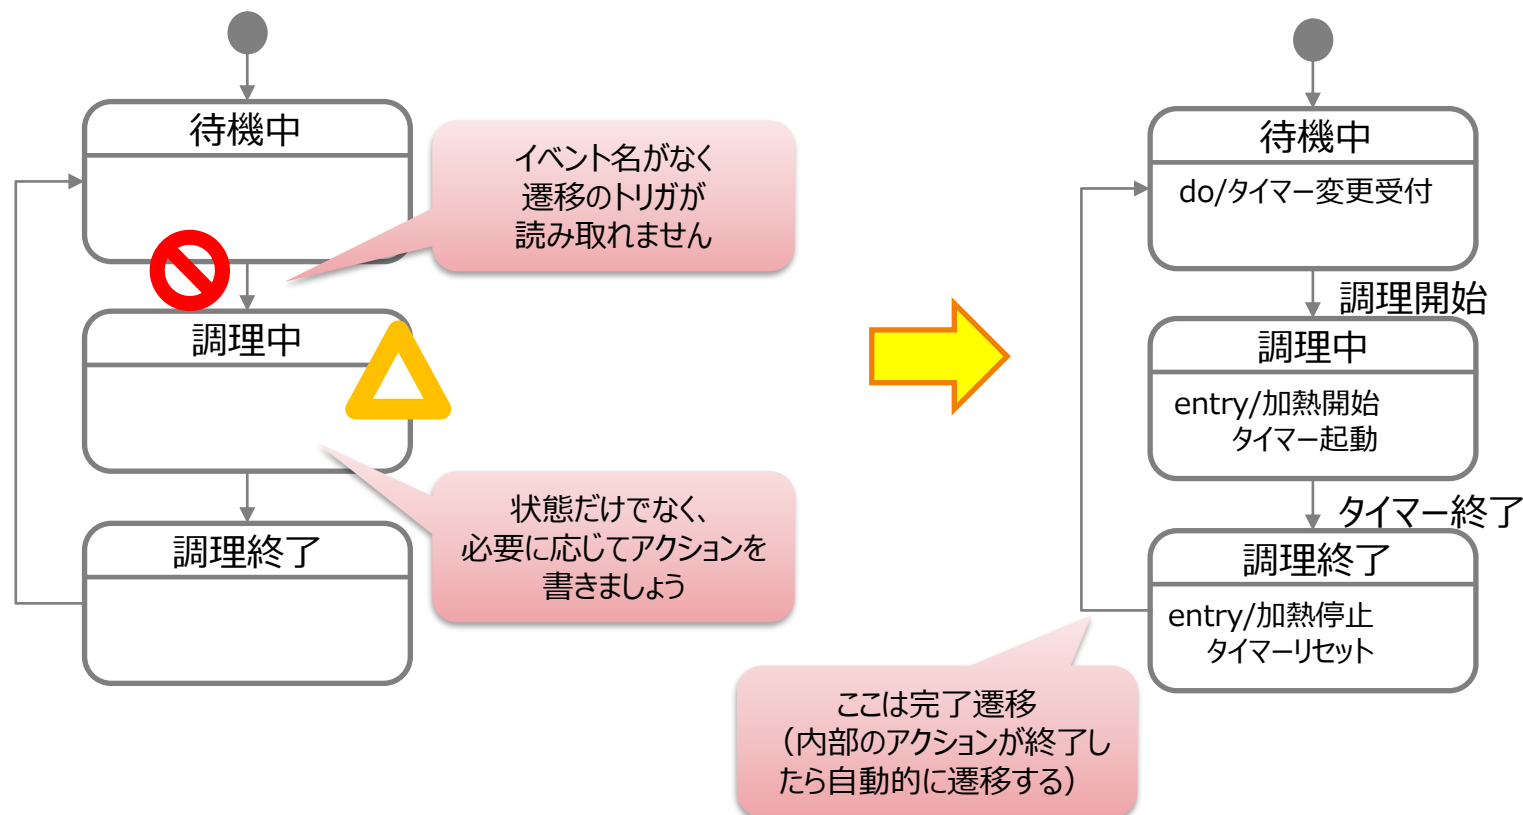 待機中
イベント名がなく
遷移のトリガが
読み取れません
調理中
状態だけでなく、
必要に応じてアクションを
書きましょう
調理終了
待機中
do/タイマー変更受付
調理開始
調理中
entry/加熱開始
タイマー起動
タイマー終了
調理終了
entry/加熱停止
タイマーリセット
ここは完了遷移
（内部のアクションが終了し
たら自動的に遷移する）